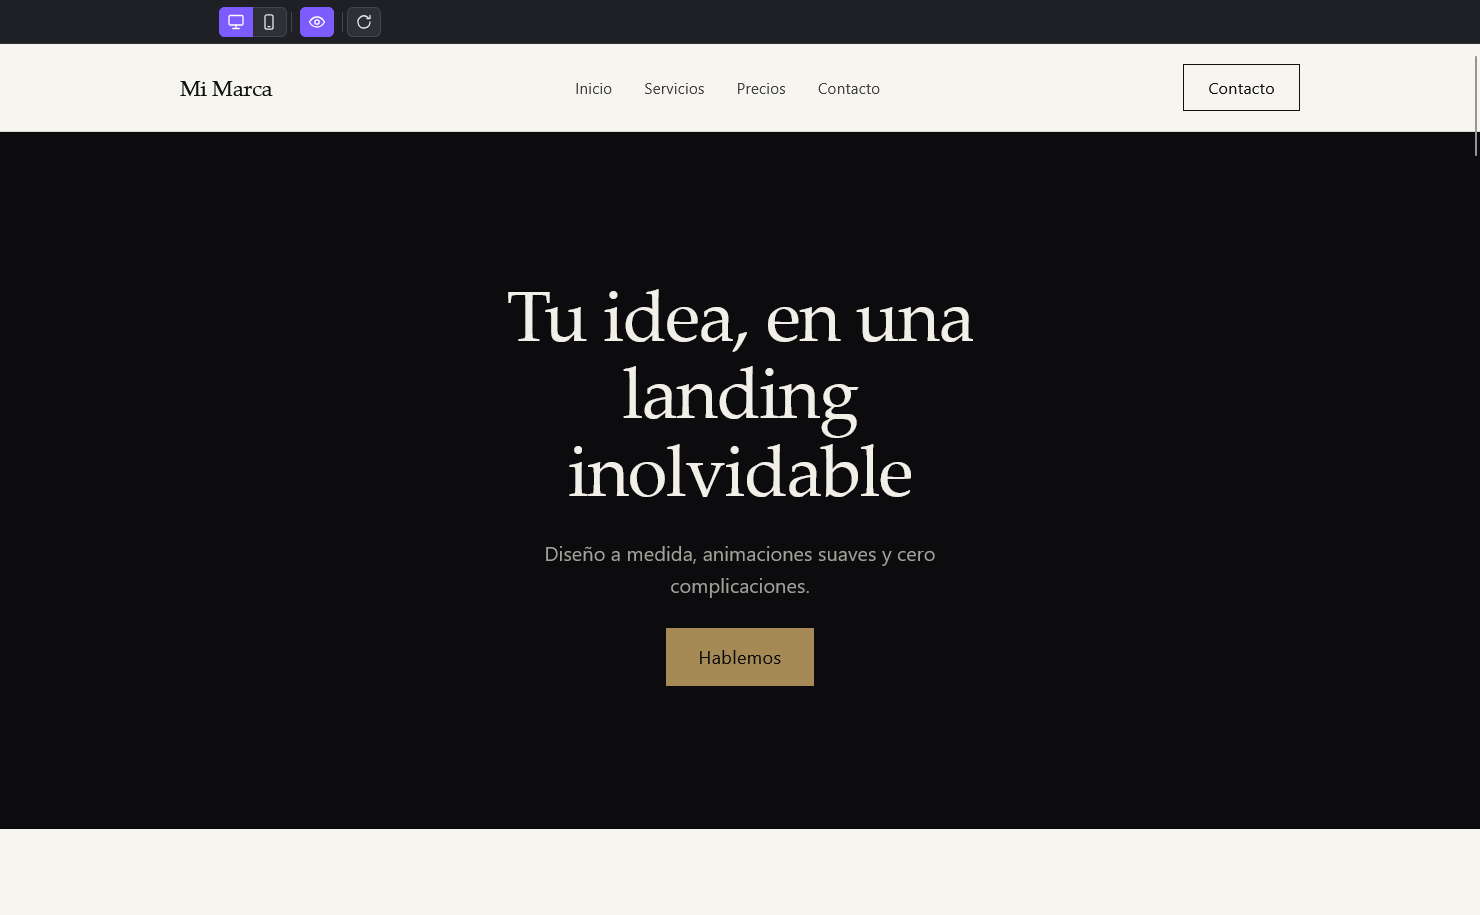 Mi Marca
Inicio Servicios Precios Contacto
Contacto
Tu idea, en una
landing
inolvidable
Diseño a medida, animaciones suaves y cero
complicaciones.
Hablemos